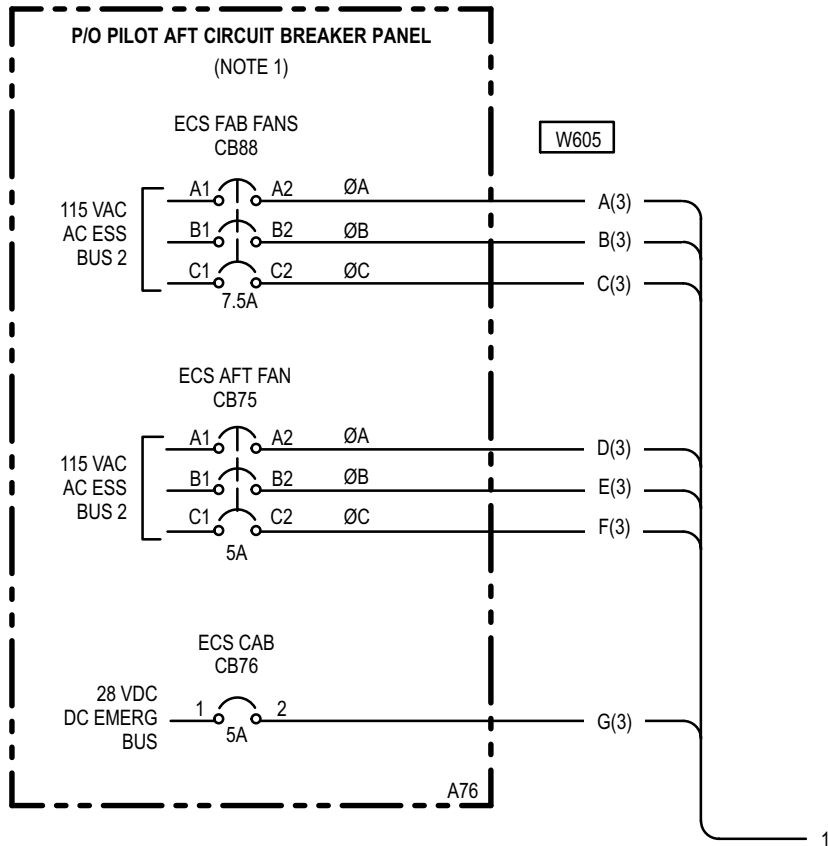 P/O PILOT AFT CIRCUIT BREAKER PANEL
(NOTE 1)
ECS FAB FANS
CB88
W605
115 VAC
AC ESS
BUS 2
A1 A2 ØA A(3)
B1 B2 ØB B(3)
C1 C2 ØC C(3)
7.5A
ECS AFT FAN
CB75
115 VAC
AC ESS
BUS 2
A1 A2 ØA D(3)
B1 B2 ØB E(3)
C1 C2 ØC F(3)
5A
ECS CAB
CB76
28 VDC
DC EMERG
BUS
1 2 G(3)
5A
A76
1